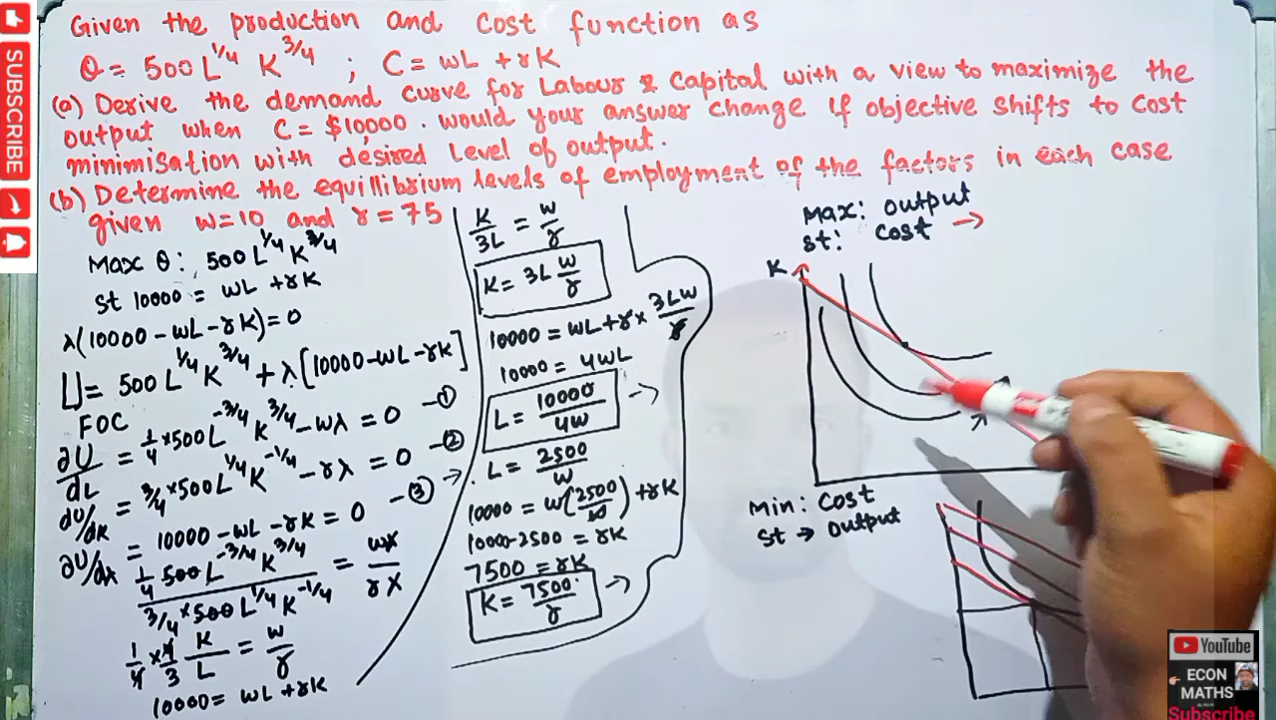 Given the production and cost function as
Q = 500 L^1/4 K^3/4 ; C = wL + rK
(a) Derive the demand curve for Labour & Capital with a view to maximize the
output when C = $10,000. would your answer change if objective shifts to cost
minimisation with desired Level of output.
(b) Determine the equillibrium levels of employment of the factors in each case
given w=10 and r=75
Max Q: 500 L^1/4 K^3/4
St 10000 = wL + rK
λ(10000 - wL - rK) = 0
U = 500 L^1/4 K^3/4 + λ[10000 - wL - rK]
FOC
∂U/dL = 1/4 × 500 L^-3/4 K^3/4 - wλ = 0 - ①
dU/dK = 3/4 × 500 L^1/4 K^-1/4 - rλ = 0 - ②
∂U/dλ = 10000 - wL - rK = 0 - ③ →
1/4 500 L^-3/4 K^3/4 / 3/4 × 500 L^1/4 K^-1/4 = wλ / rλ
1/4 × 4/3 K/L = w/r
10000 = wL + rK
K/3L = w/r
K = 3L w/r
10000 = wL + r × 3Lw/r
10000 = 4wL
L = 10000/4w →
L = 2500/w
10000 = w(2500/w) + rK
10000 - 2500 = rK
7500 = rK
K = 7500/r →
Max: output
St: cost →
K
Min: Cost
St → output
SUBSCRIBE
YouTube
ECON
MATHS
Subscribe